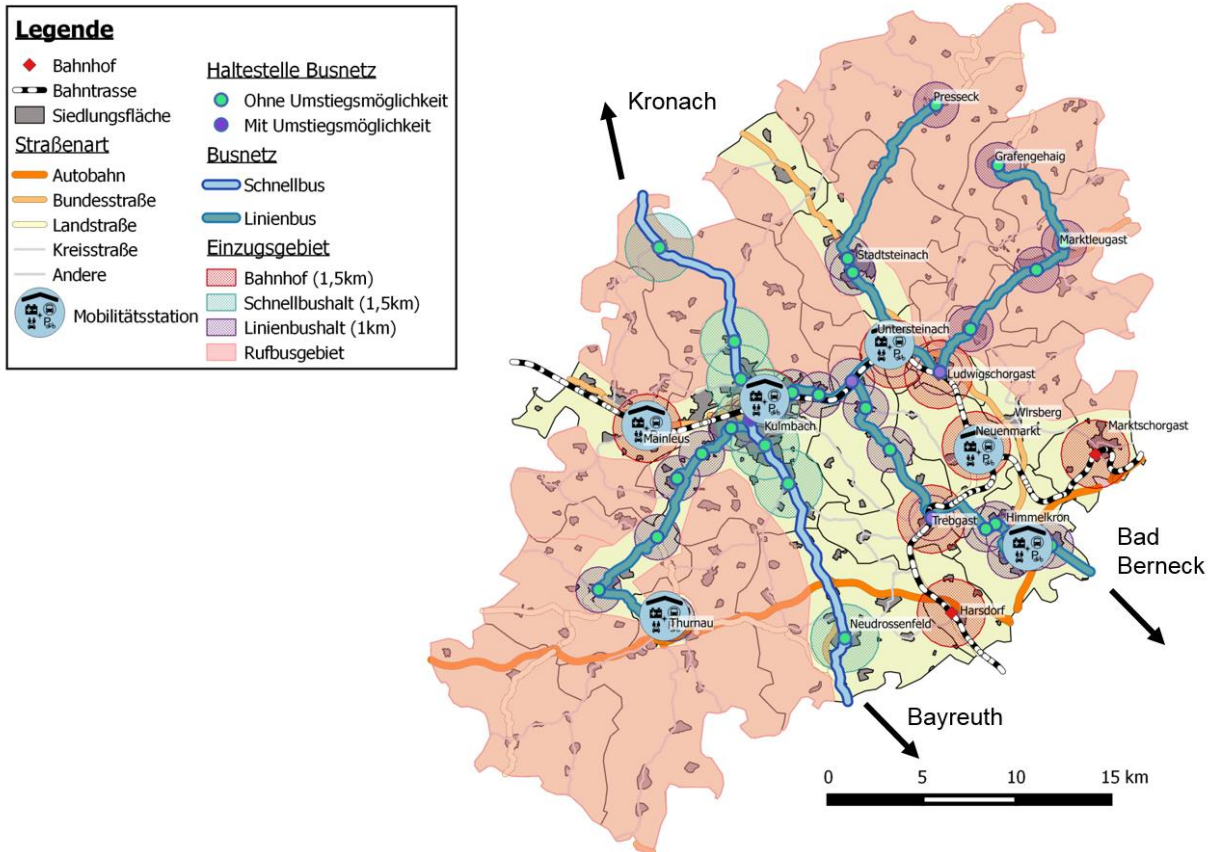 Legende
Bahnhof
Bahntrasse
Siedlungsfläche
Straßenart
Autobahn
Bundesstraße
Landstraße
Kreisstraße
Andere
Mobilitätsstation
Haltestelle Busnetz
Ohne Umstiegsmöglichkeit
Mit Umstiegsmöglichkeit
Busnetz
Schnellbus
Linienbus
Einzugsgebiet
Bahnhof (1,5km)
Schnellbushalt (1,5km)
Linienbushalt (1km)
Rufbusgebiet
Kronach
Presseck
Grafengehaig
Marktleugast
Stadtsteinach
Untersteinach
Ludwigschorgast
Wirsberg
Marktschorgast
Neuenmarkt
Kulmbach
Mainleus
Trebgast
Himmelkron
Bad
Berneck
Harsdorf
Thurnau
Neudrossenfeld
Bayreuth
0 5 10 15 km